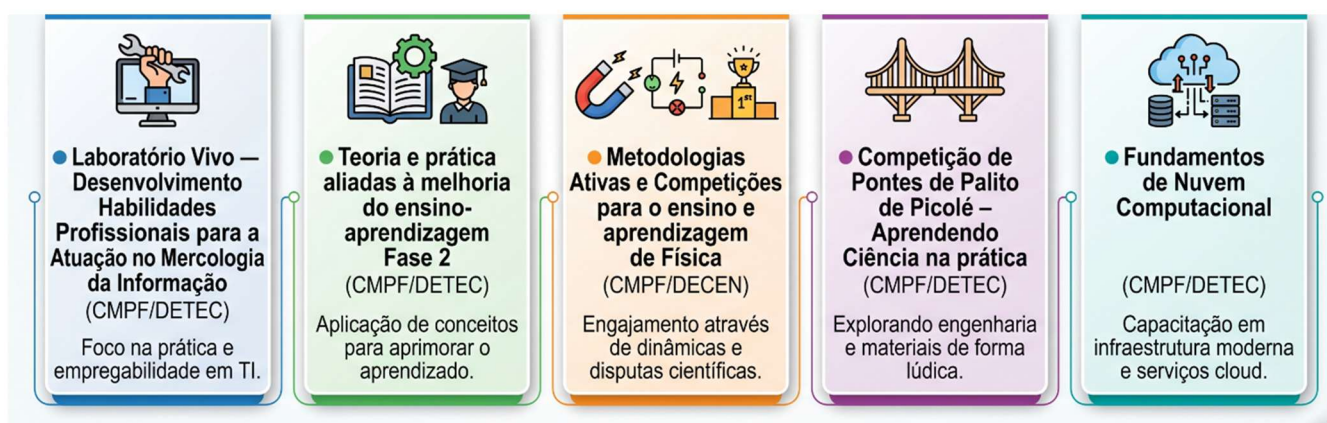 1st
● Laboratório Vivo —
Desenvolvimento
Habilidades
Profissionais para a
Atuação no Mercologia
da Informação
(CMPF/DETEC)
Foco na prática e
empregabilidade em TI.
● Teoria e prática
aliadas à melhoria
do ensino-
aprendizagem
Fase 2
(CMPF/DETEC)
Aplicação de conceitos
para aprimorar o
aprendizado.
● Metodologias
Ativas e Competições
para o ensino e
aprendizagem
de Física
(CMPF/DECEN)
Engajamento através
de dinâmicas e
disputas científicas.
● Competição de
Pontes de Palito
de Picolé –
Aprendendo
Ciência na prática
(CMPF/DETEC)
Explorando engenharia
e materiais de forma
lúdica.
● Fundamentos
de Nuvem
Computacional
(CMPF/DETEC)
Capacitação em
infraestrutura moderna
e serviços cloud.